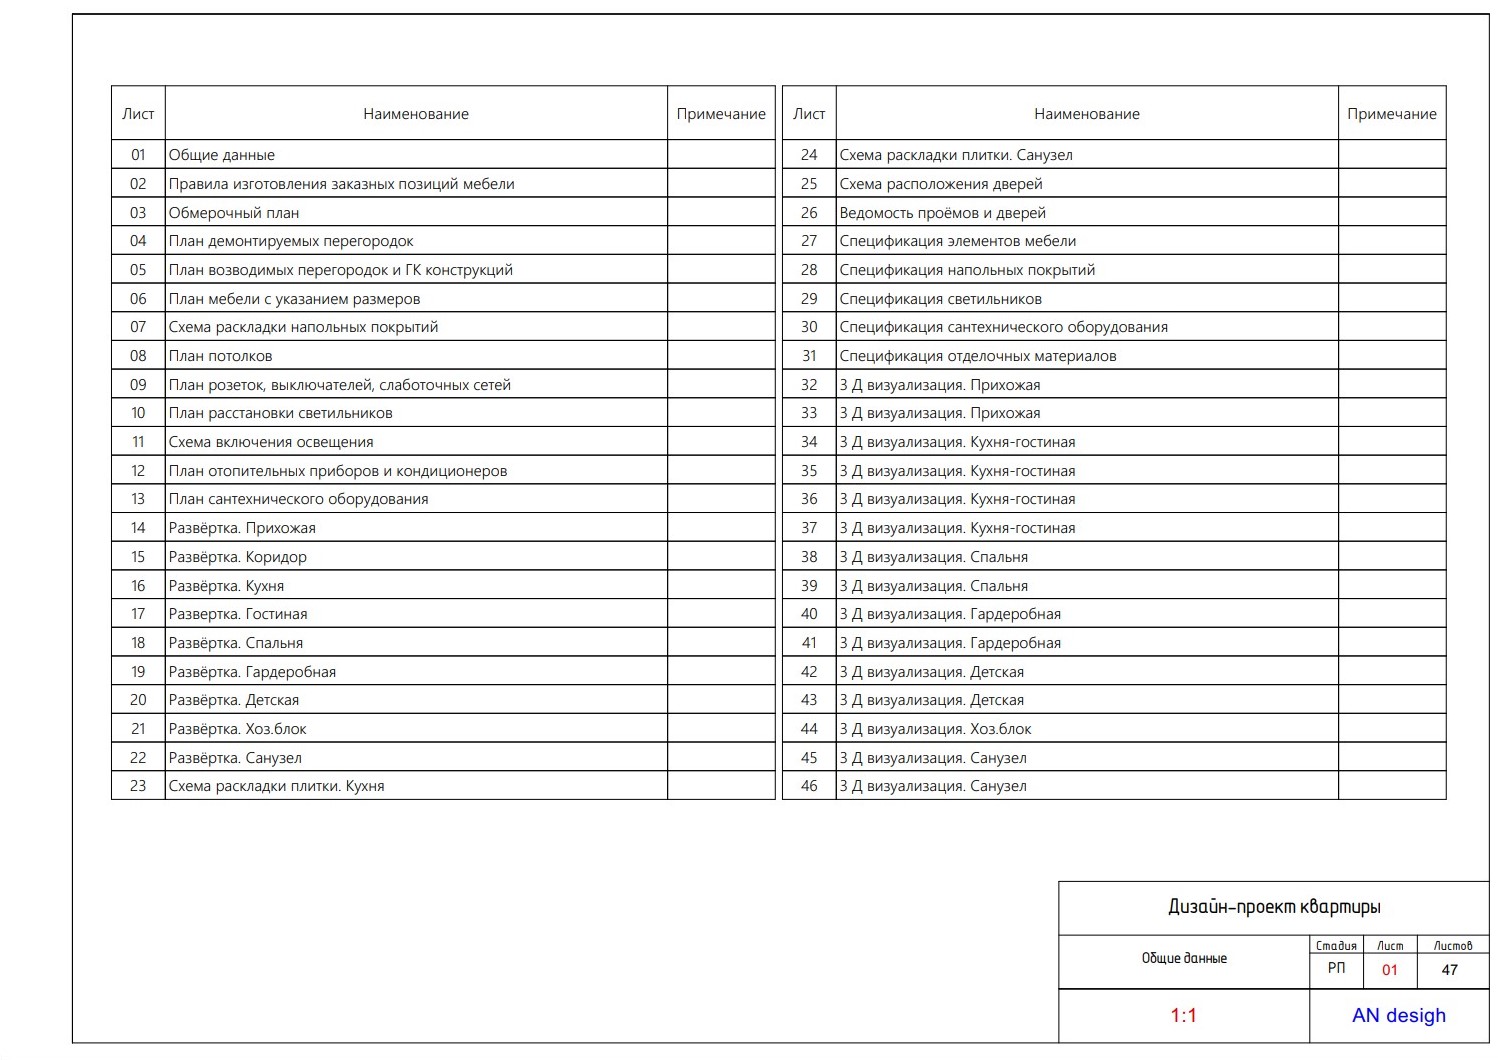 Лист Наименование Примечание
01 Общие данные
02 Правила изготовления заказных позиций мебели
03 Обмерочный план
04 План демонтируемых перегородок
05 План возводимых перегородок и ГК конструкций
06 План мебели с указанием размеров
07 Схема раскладки напольных покрытий
08 План потолков
09 План розеток, выключателей, слаботочных сетей
10 План расстановки светильников
11 Схема включения освещения
12 План отопительных приборов и кондиционеров
13 План сантехнического оборудования
14 Развёртка. Прихожая
15 Развёртка. Коридор
16 Развёртка. Кухня
17 Развертка. Гостиная
18 Развёртка. Спальня
19 Развёртка. Гардеробная
20 Развёртка. Детская
21 Развёртка. Хоз.блок
22 Развёртка. Санузел
23 Схема раскладки плитки. Кухня
Лист Наименование Примечание
24 Схема раскладки плитки. Санузел
25 Схема расположения дверей
26 Ведомость проёмов и дверей
27 Спецификация элементов мебели
28 Спецификация напольных покрытий
29 Спецификация светильников
30 Спецификация сантехнического оборудования
31 Спецификация отделочных материалов
32 3 Д визуализация. Прихожая
33 3 Д визуализация. Прихожая
34 3 Д визуализация. Кухня-гостиная
35 3 Д визуализация. Кухня-гостиная
36 3 Д визуализация. Кухня-гостиная
37 3 Д визуализация. Кухня-гостиная
38 3 Д визуализация. Спальня
39 3 Д визуализация. Спальня
40 3 Д визуализация. Гардеробная
41 3 Д визуализация. Гардеробная
42 3 Д визуализация. Детская
43 3 Д визуализация. Детская
44 3 Д визуализация. Хоз.блок
45 3 Д визуализация. Санузел
46 3 Д визуализация. Санузел
Дизайн-проект квартиры
Общие данные
Стадия Лист Листов
РП 01 47
1:1
AN desigh